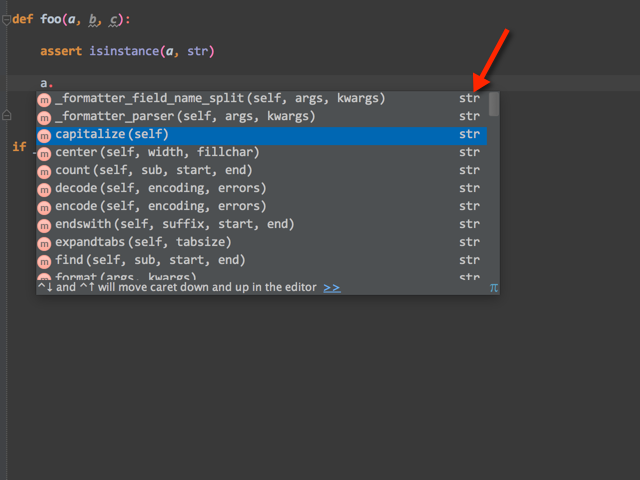 def foo(a, b, c):
assert isinstance(a, str)
a.
m _formatter_field_name_split(self, args, kwargs) str
m _formatter_parser(self, args, kwargs) str
m capitalize(self) str
m center(self, width, fillchar) str
m count(self, sub, start, end) str
m decode(self, encoding, errors) str
m encode(self, encoding, errors) str
m endswith(self, suffix, start, end) str
m expandtabs(self, tabsize) str
m find(self, sub, start, end) str
m format(args, kwargs) str
if _
^↓ and ^↑ will move caret down and up in the editor >> π